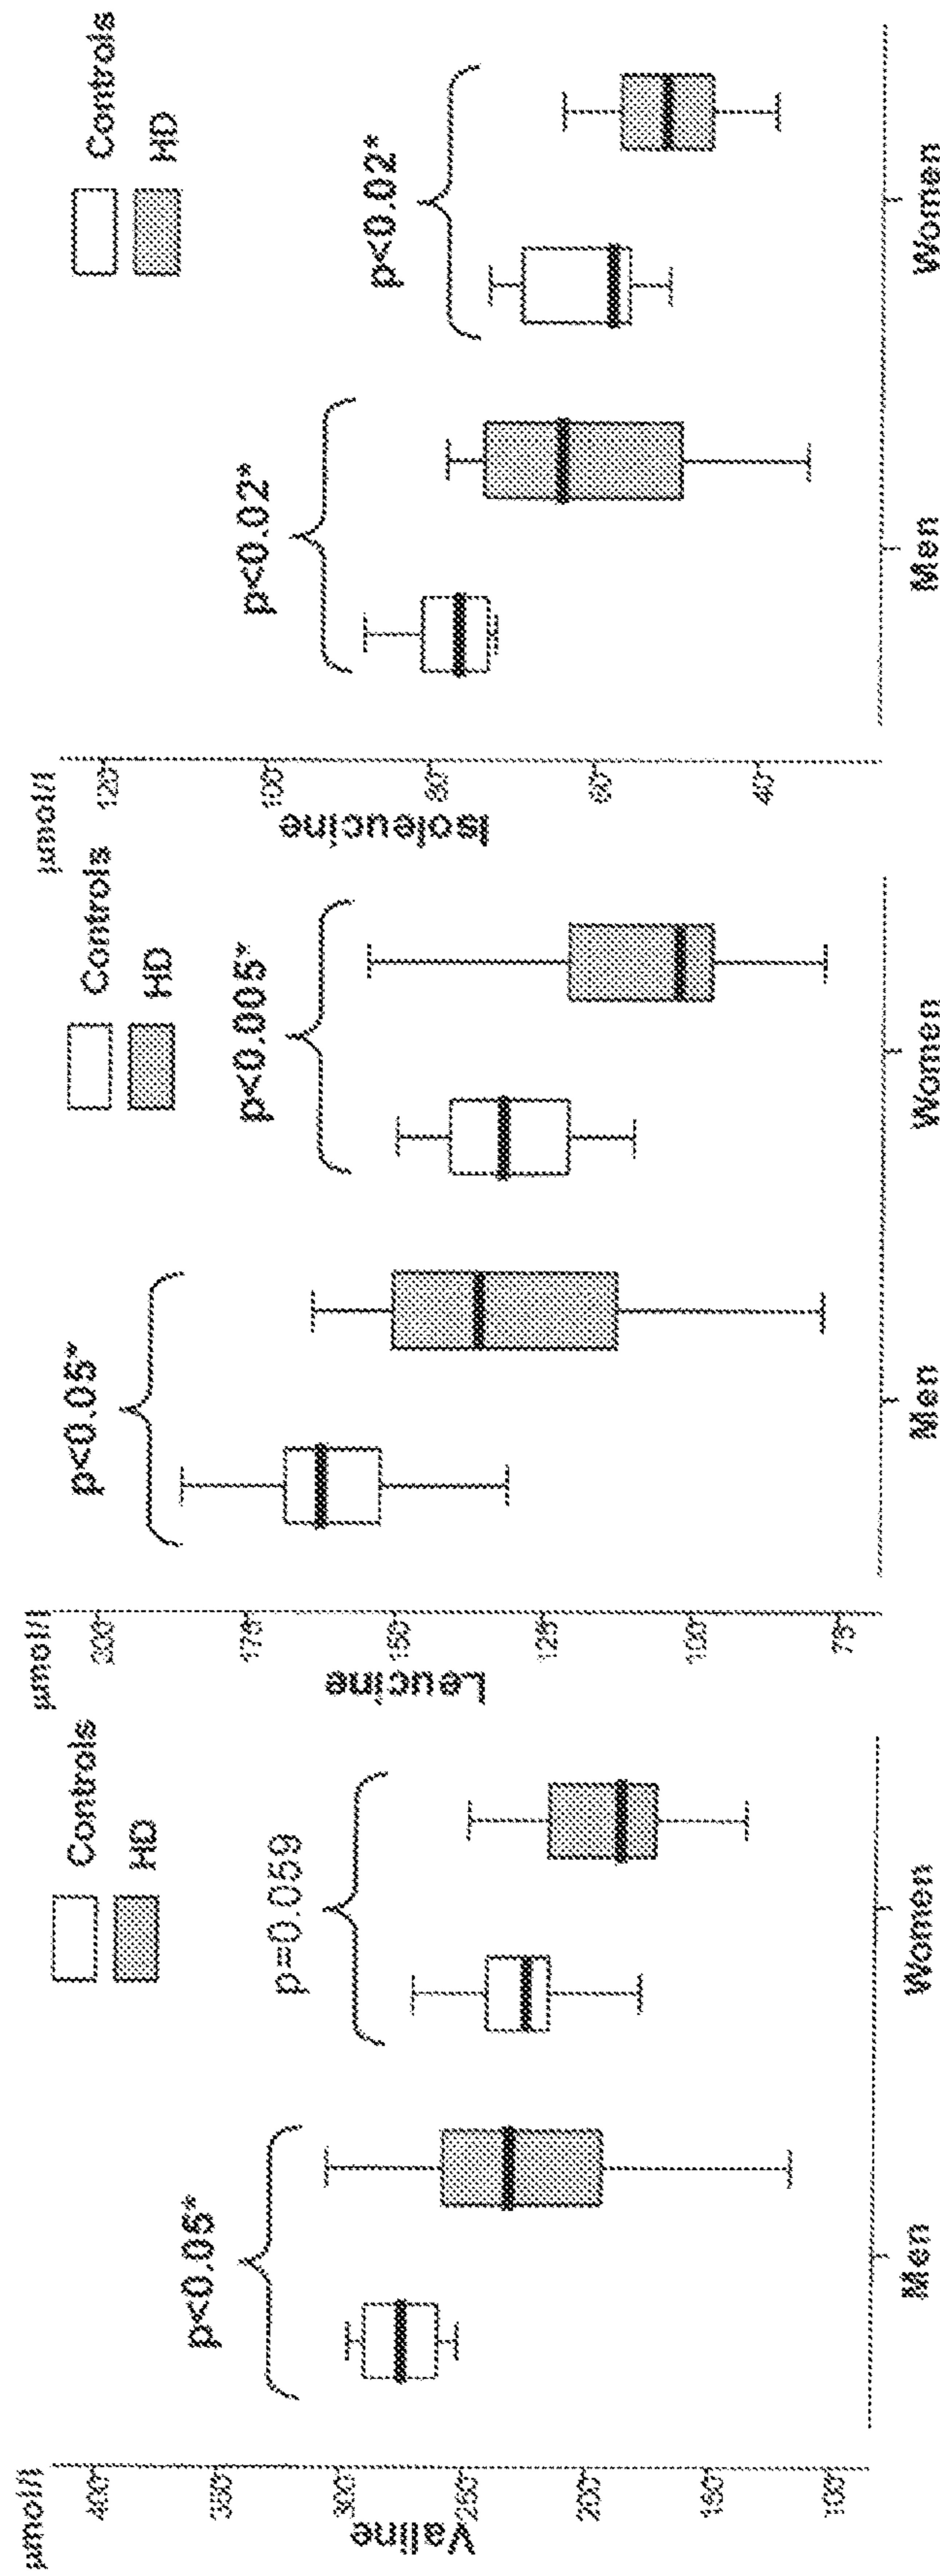 µmol/l
Valine
400
350
300
250
200
150
100
Controls
HD
p<0.05*
p=0.059
Men
Women
µmol/l
Leucine
200
175
150
125
100
75
Controls
HD
p<0.05*
p<0.005*
Men
Women
µmol/l
Isoleucine
120
100
80
60
40
Controls
HD
p<0.02*
p<0.02*
Men
Women